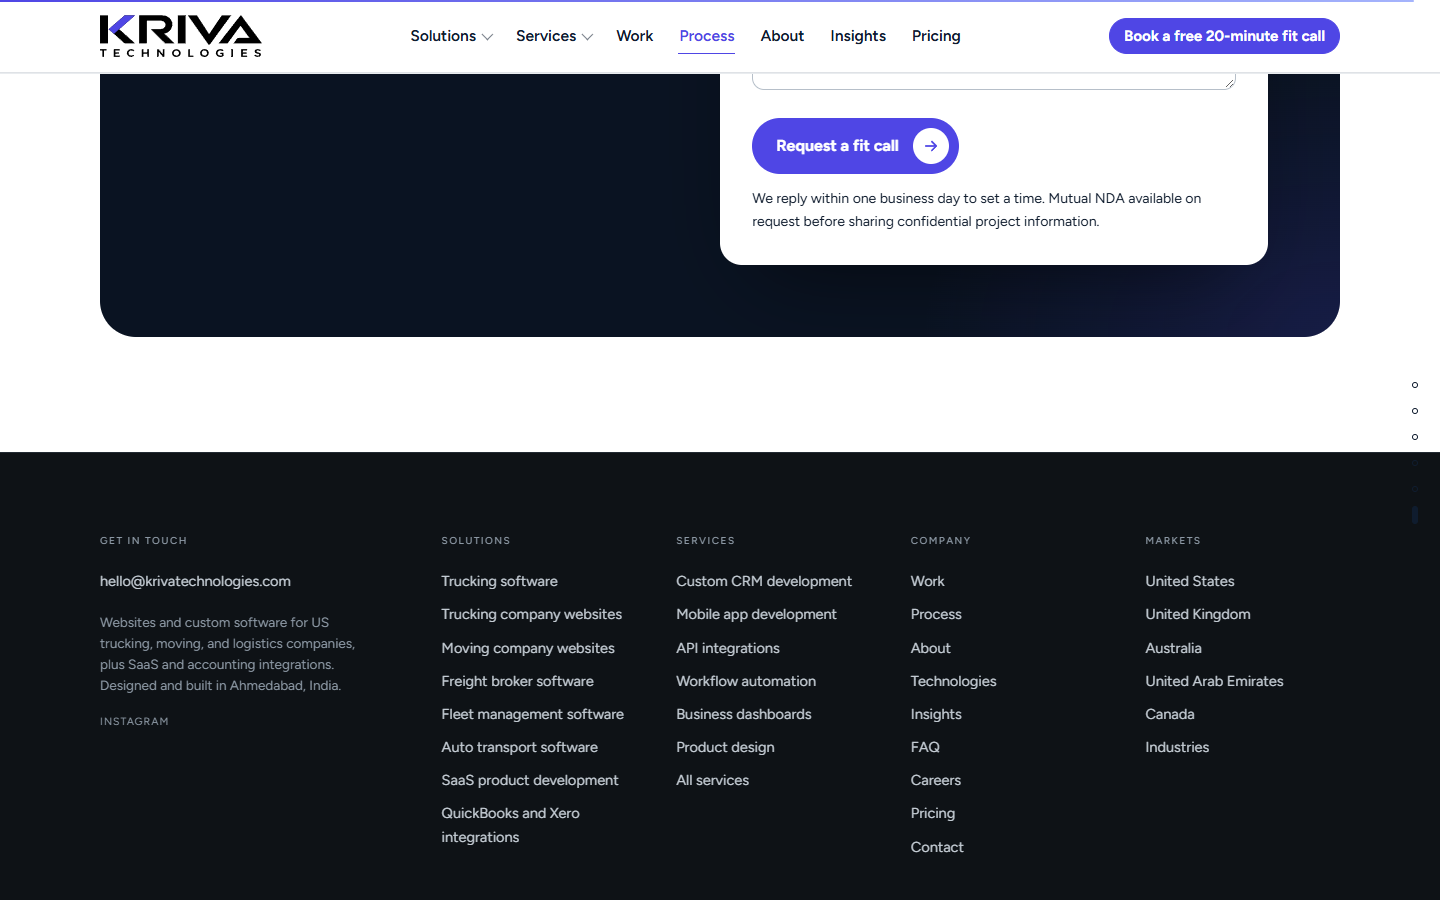 KRIVA
TECHNOLOGIES
Solutions
Services
Work
Process
About
Insights
Pricing
Book a free 20-minute fit call
Request a fit call
We reply within one business day to set a time. Mutual NDA available on
request before sharing confidential project information.
GET IN TOUCH
hello@krivatechnologies.com
Websites and custom software for US
trucking, moving, and logistics companies,
plus SaaS and accounting integrations.
Designed and built in Ahmedabad, India.
INSTAGRAM
SOLUTIONS
Trucking software
Trucking company websites
Moving company websites
Freight broker software
Fleet management software
Auto transport software
SaaS product development
QuickBooks and Xero
integrations
SERVICES
Custom CRM development
Mobile app development
API integrations
Workflow automation
Business dashboards
Product design
All services
COMPANY
Work
Process
About
Technologies
Insights
FAQ
Careers
Pricing
Contact
MARKETS
United States
United Kingdom
Australia
United Arab Emirates
Canada
Industries